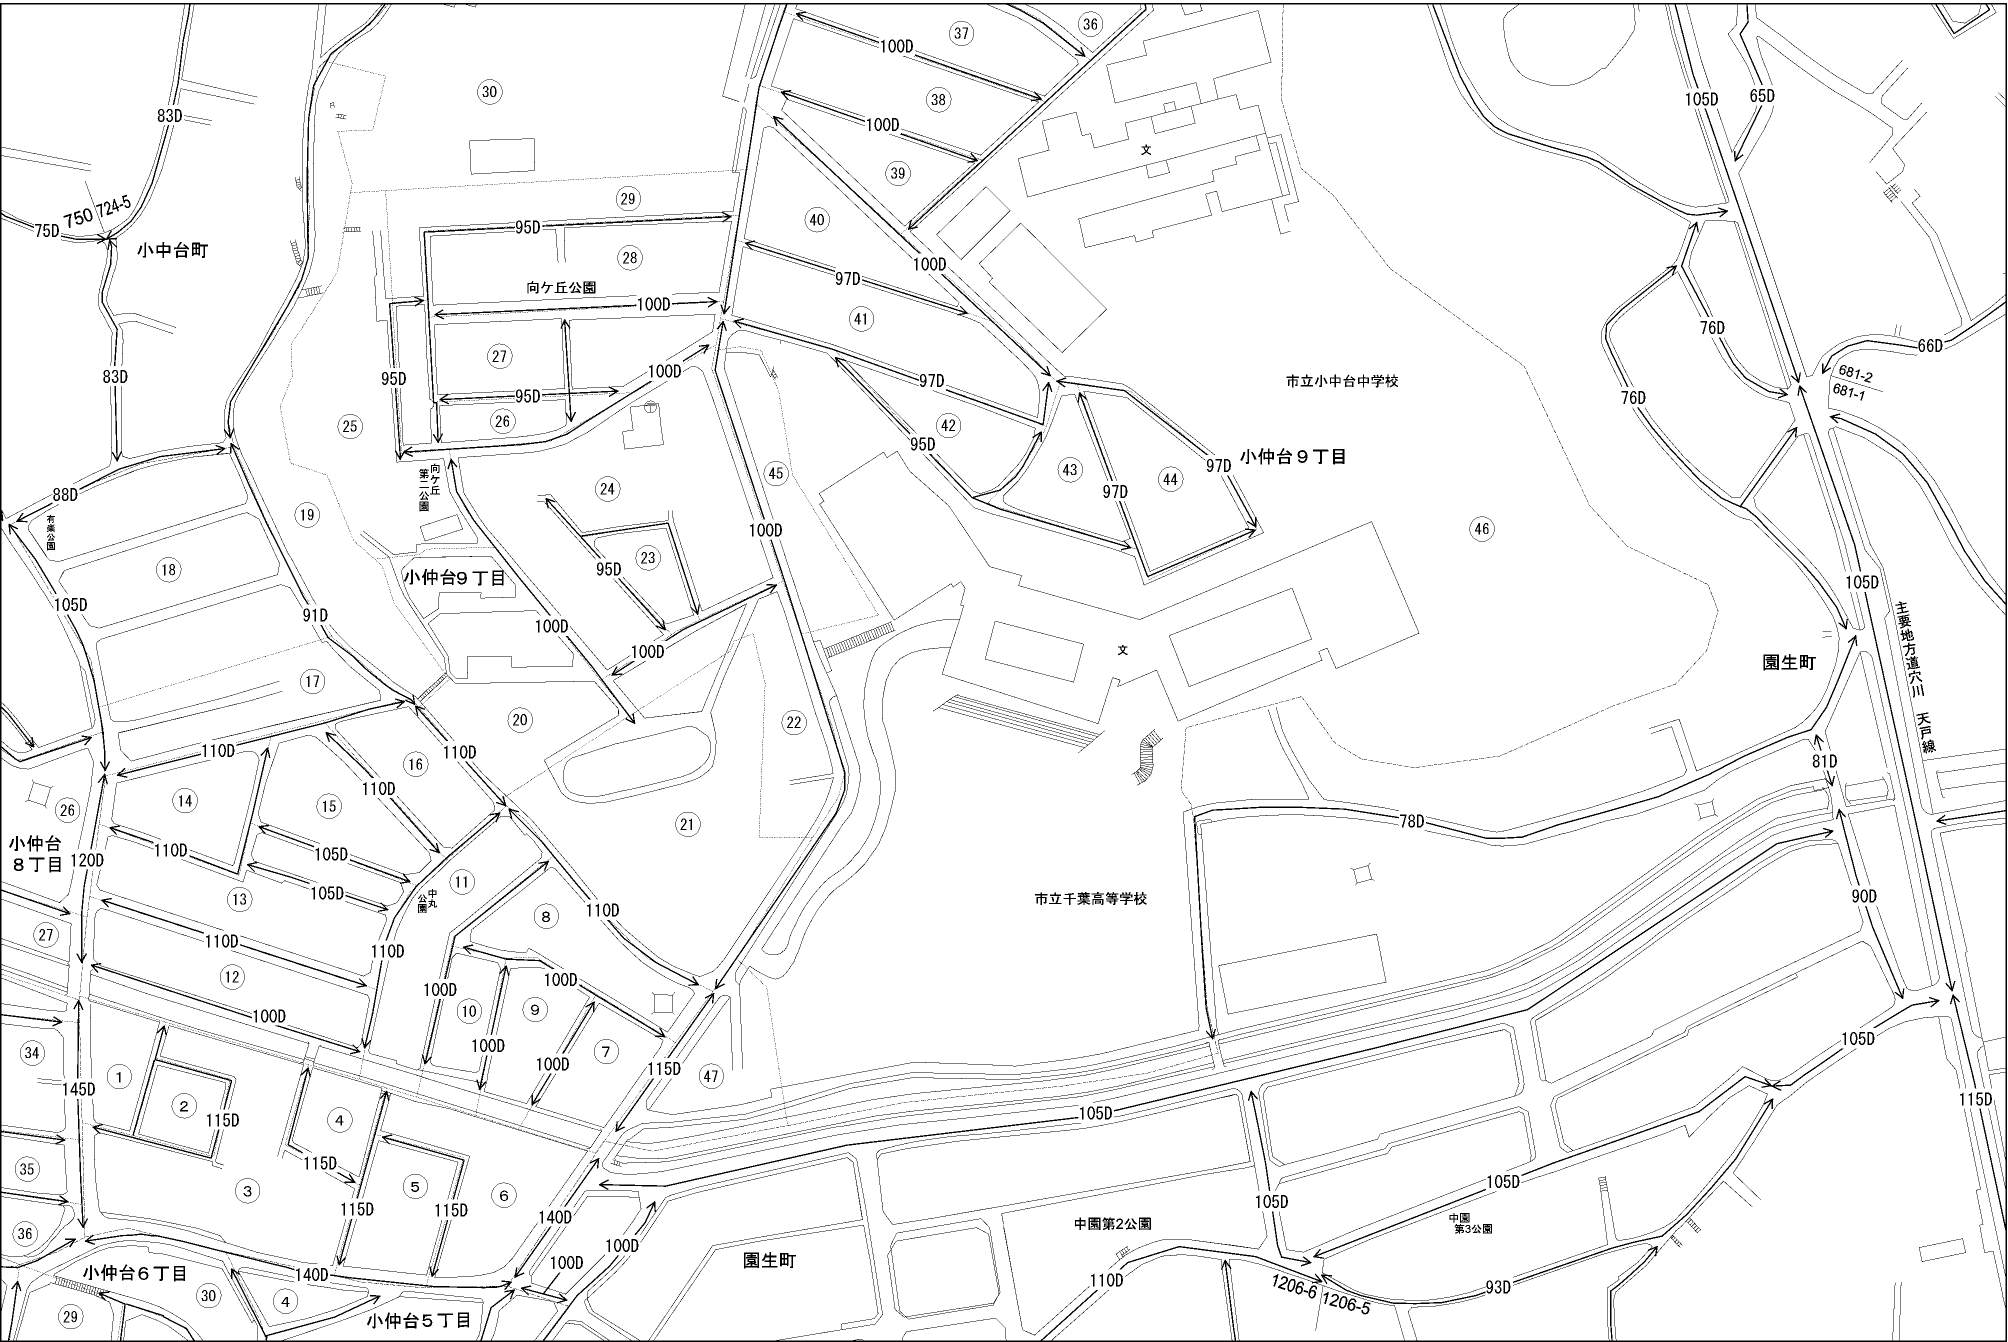 37
36
100D
38
105D
65D
30
83D
100D
39
文
724-5
750
75D
小中台町
29
95D
40
28
向ケ丘公園
100D
97D
100D
76D
66D
681-2
681-1
41
27
100D
83D
95D
97D
市立小中台中学校
76D
95D
26
25
42
95D
向ケ丘
第二公園
小仲台９丁目
43
97D
44
97D
46
88D
有楽公園
24
45
19
100D
18
23
95D
小仲台９丁目
105D
105D
91D
100D
100D
文
園生町
主要地方道穴川　天戸線
17
20
22
110D
110D
16
81D
14
15
110D
26
21
78D
小仲台
８丁目
120D
110D
105D
105D
13
11
中丸
公園
市立千葉高等学校
90D
8
110D
27
110D
110D
12
100D
100D
10
9
100D
100D
7
100D
115D
47
34
145D
1
2
115D
4
105D
105D
115D
35
115D
3
5
6
115D
115D
140D
105D
105D
中園第2公園
中園
第3公園
36
小仲台６丁目
140D
100D
100D
園生町
110D
1206-6
1206-5
93D
30
4
29
小仲台５丁目